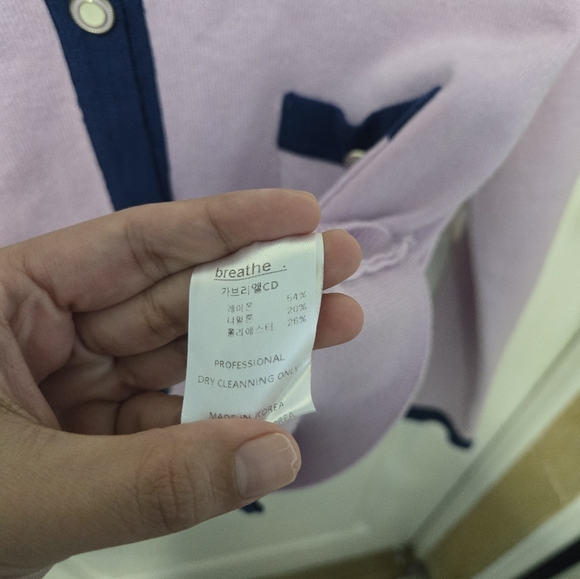 breathe .
가브리엘CD
레이온 54%
나일론 20%
폴리에스터 26%
PROFESSIONAL
DRY CLEANNING ONLY
MADE IN KOREA